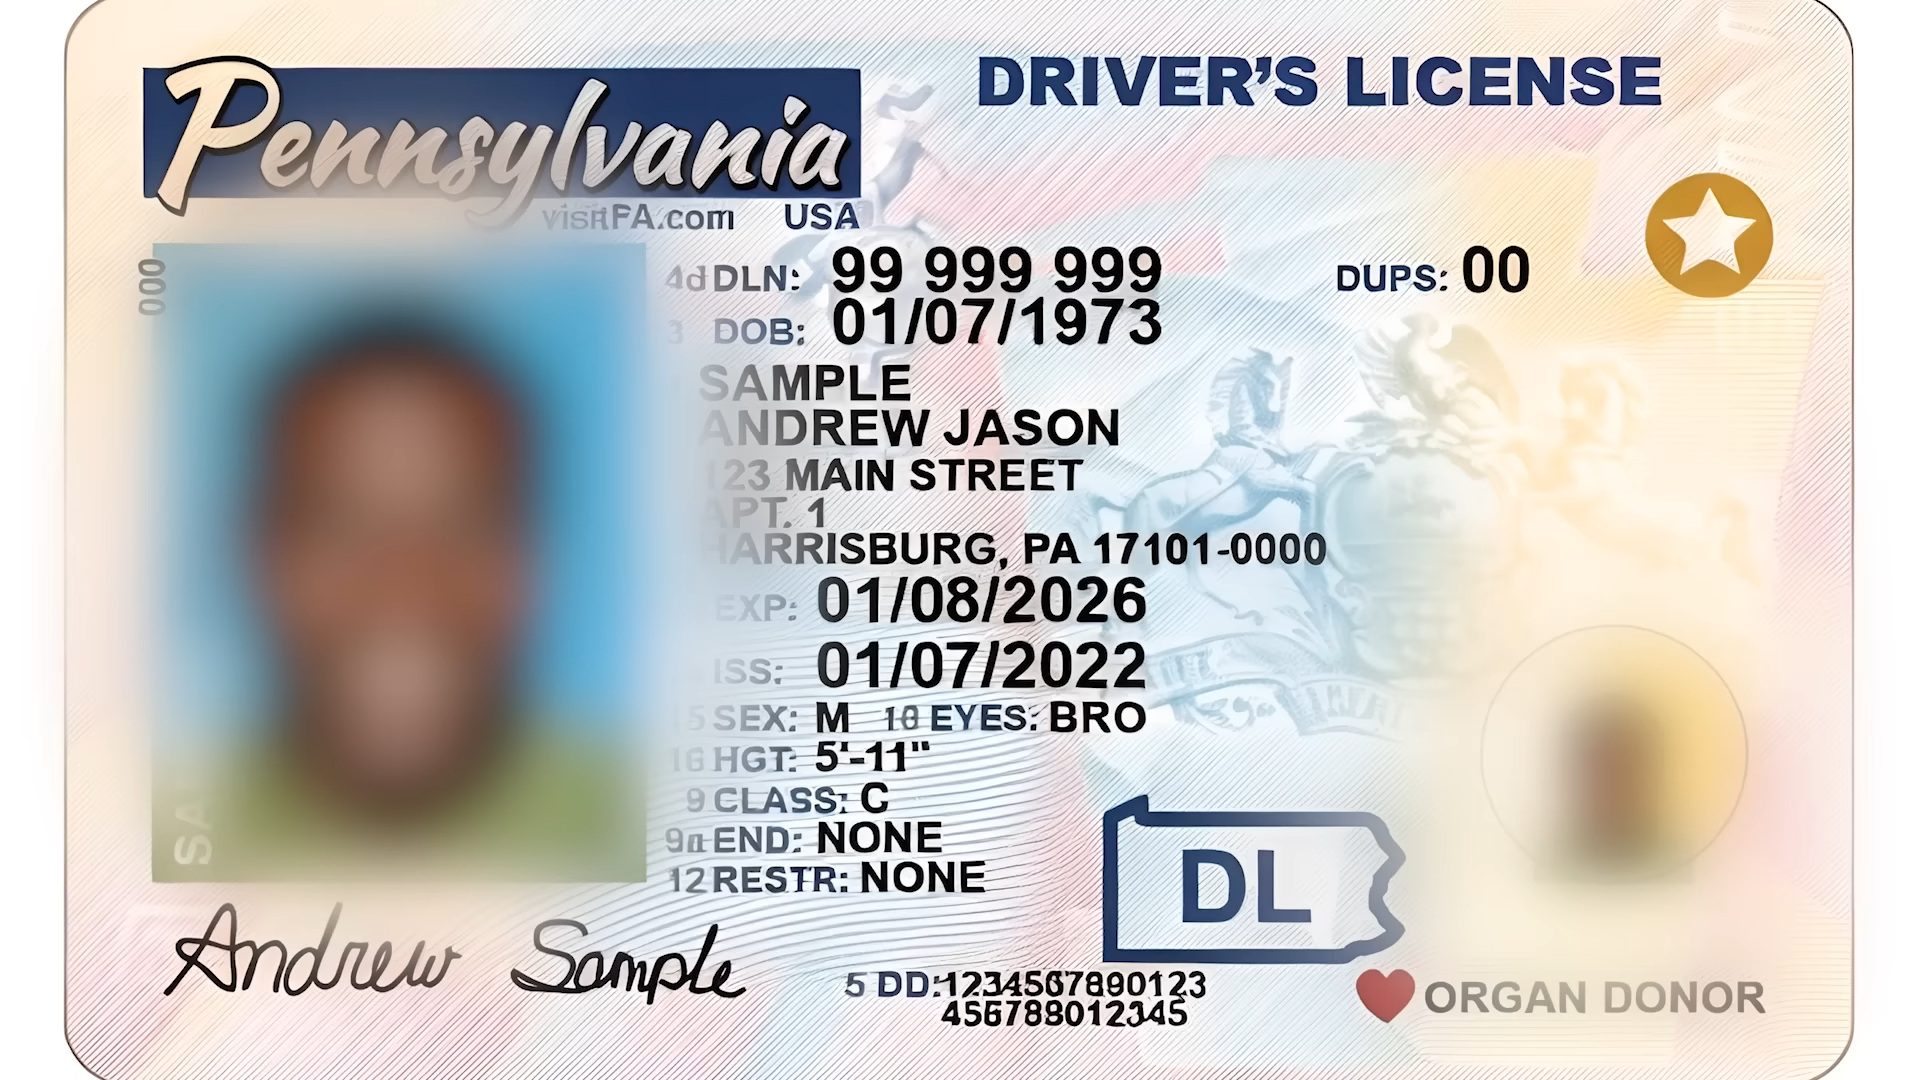 Pennsylvania
DRIVER'S LICENSE
visitPA.com USA
000
4d DLN: 99 999 999 DUPS: 00
3 DOB: 01/07/1973
SAMPLE
ANDREW JASON
123 MAIN STREET
APT. 1
HARRISBURG, PA 17101-0000
EXP: 01/08/2026
ISS: 01/07/2022
15 SEX: M 18 EYES: BRO
16 HGT: 5'-11"
9 CLASS: C
9a END: NONE
12 RESTR: NONE
DL
Andrew Sample
5 DD: 1234567890123
456789012345
ORGAN DONOR